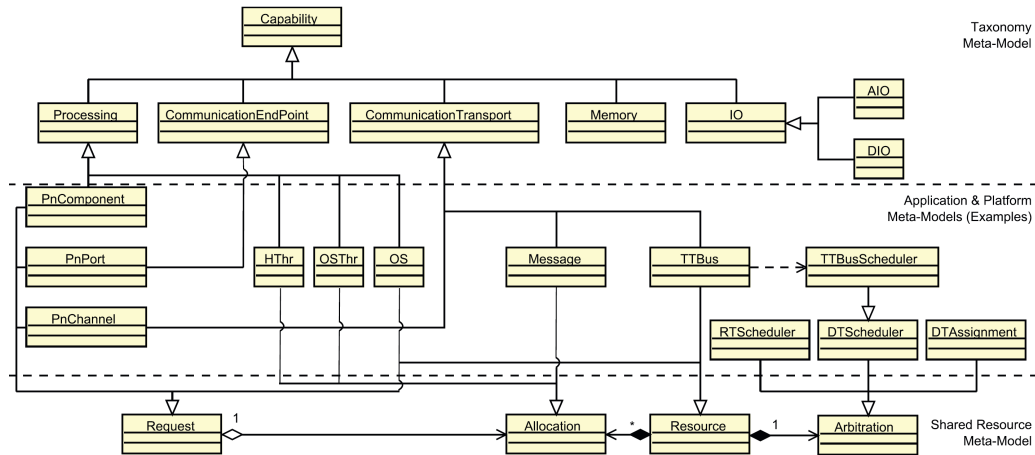 Capability
Taxonomy
Meta-Model
Processing
CommunicationEndPoint
CommunicationTransport
Memory
IO
AIO
DIO
PnComponent
Application & Platform
Meta-Models (Examples)
PnPort
HThr
OSThr
OS
Message
TTBus
TTBusScheduler
PnChannel
RTScheduler
DTScheduler
DTAssignment
Request
1
Allocation
*
Resource
1
Arbitration
Shared Resource
Meta-Model